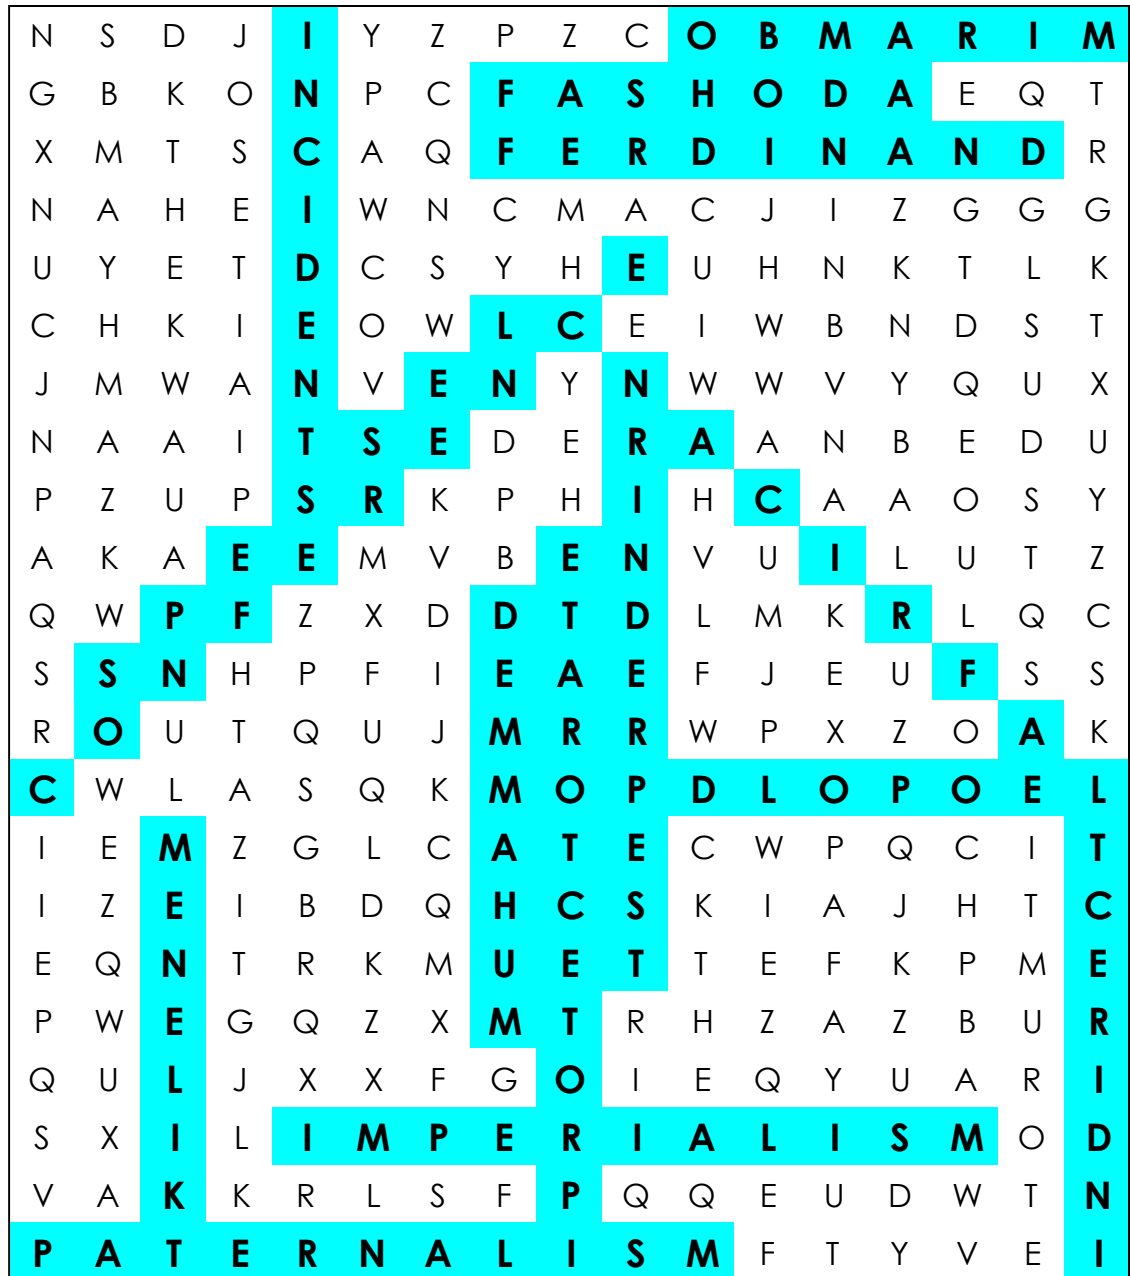 N S D J I Y Z P Z C O B M A R I M
G B K O N P C F A S H O D A E Q T
X M T S C A Q F E R D I N A N D R
N A H E I W N C M A C J I Z G G G
U Y E T D C S Y H E U H N K T L K
C H K I E O W L C E I W B N D S T
J M W A N V E N Y N W W V Y Q U X
N A A I T S E D E R A A N B E D U
P Z U P S R K P H I H C A A O S Y
A K A E E M V B E N V U I L U T Z
Q W P F Z X D D T D L M K R L Q C
S S N H P F I E A E F J E U F S S
R O U T Q U J M R R W P X Z O A K
C W L A S Q K M O P D L O P O E L
I E M Z G L C A T E C W P Q C I T
I Z E I B D Q H C S K I A J H T C
E Q N T R K M U E T T E F K P M E
P W E G Q Z X M T R H Z A Z B U R
Q U L J X X F G O I E Q Y U A R I
S X I L I M P E R I A L I S M O D
V A K K R L S F P Q Q E U D W T N
P A T E R N A L I S M F T Y V E I